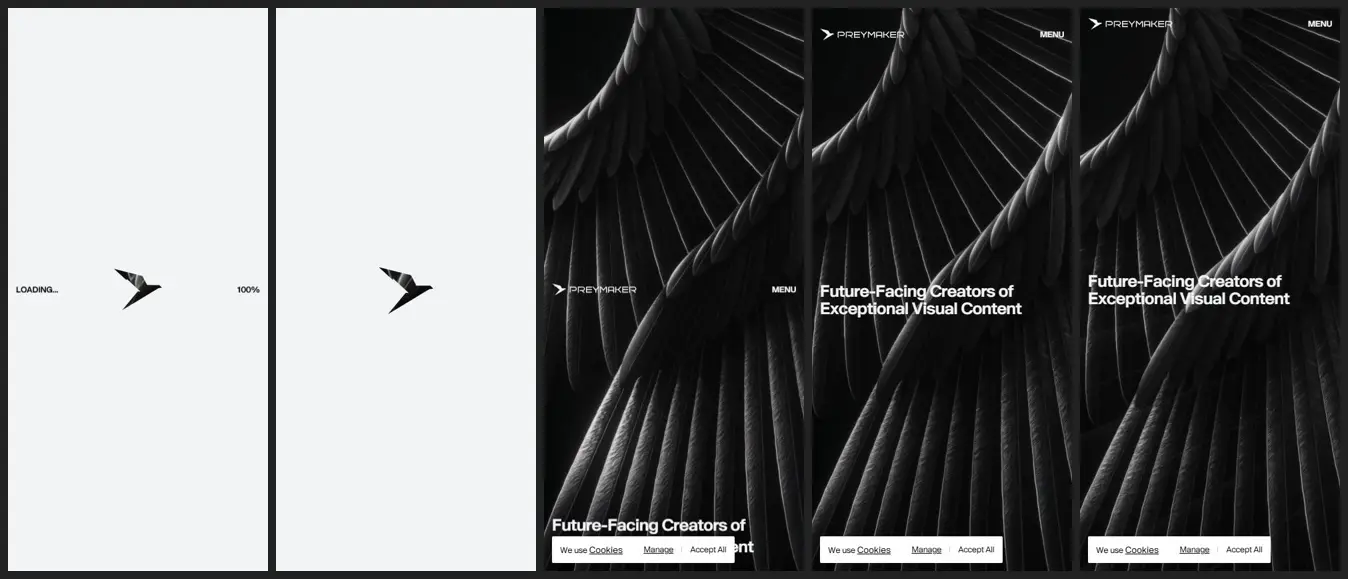 LOADING...
100%
PREYMAKER
MENU
Future-Facing Creators of
ent
We use Cookies Manage Accept All
PREYMAKER
MENU
Future-Facing Creators of
Exceptional Visual Content
We use Cookies Manage Accept All
PREYMAKER
MENU
Future-Facing Creators of
Exceptional Visual Content
We use Cookies Manage Accept All